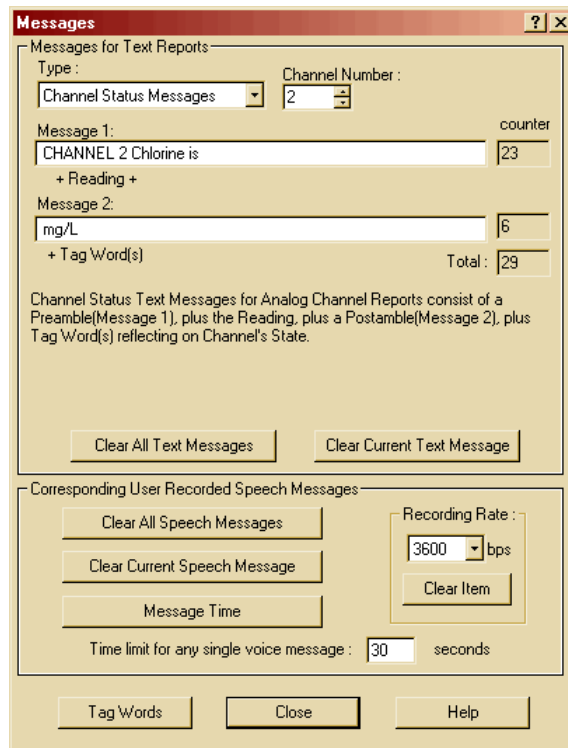 Messages
Messages for Text Reports
Type :
Channel Number :
Channel Status Messages
2
Message 1:
counter
CHANNEL 2 Chlorine is
23
+ Reading +
Message 2:
mg/L
6
+ Tag Word(s)
Total : 29
Channel Status Text Messages for Analog Channel Reports consist of a
Preamble(Message 1), plus the Reading, plus a Postamble(Message 2), plus
Tag Word(s) reflecting on Channel's State.
Clear All Text Messages
Clear Current Text Message
Corresponding User Recorded Speech Messages
Clear All Speech Messages
Recording Rate :
3600 bps
Clear Current Speech Message
Clear Item
Message Time
Time limit for any single voice message : 30 seconds
Tag Words
Close
Help